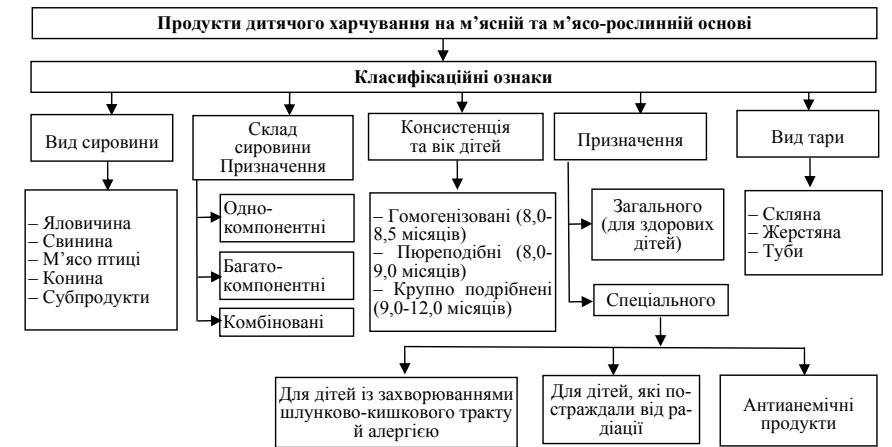 Продукти дитячого харчування на м’ясній та м’ясо-рослинній основі
Класифікаційні ознаки
Вид сировини
Склад
сировини
Призначення
Консистенція
та вік дітей
Призначення
Вид тари
– Яловичина
– Свинина
– М’ясо птиці
– Конина
– Субпродукти
Одно-
компонентні
Багато-
компонентні
Комбіновані
– Гомогенізовані (8,0-
8,5 місяців)
– Пюреподібні (8,0-
9,0 місяців)
– Крупно подрібнені
(9,0-12,0 місяців)
Загального
(для здорових
дітей)
Спеціального
– Скляна
– Жерстяна
– Туби
Для дітей із захворюваннями
шлунково-кишкового тракту
й алергією
Для дітей, які по-
страждали від ра-
діації
Антианемічні
продукти